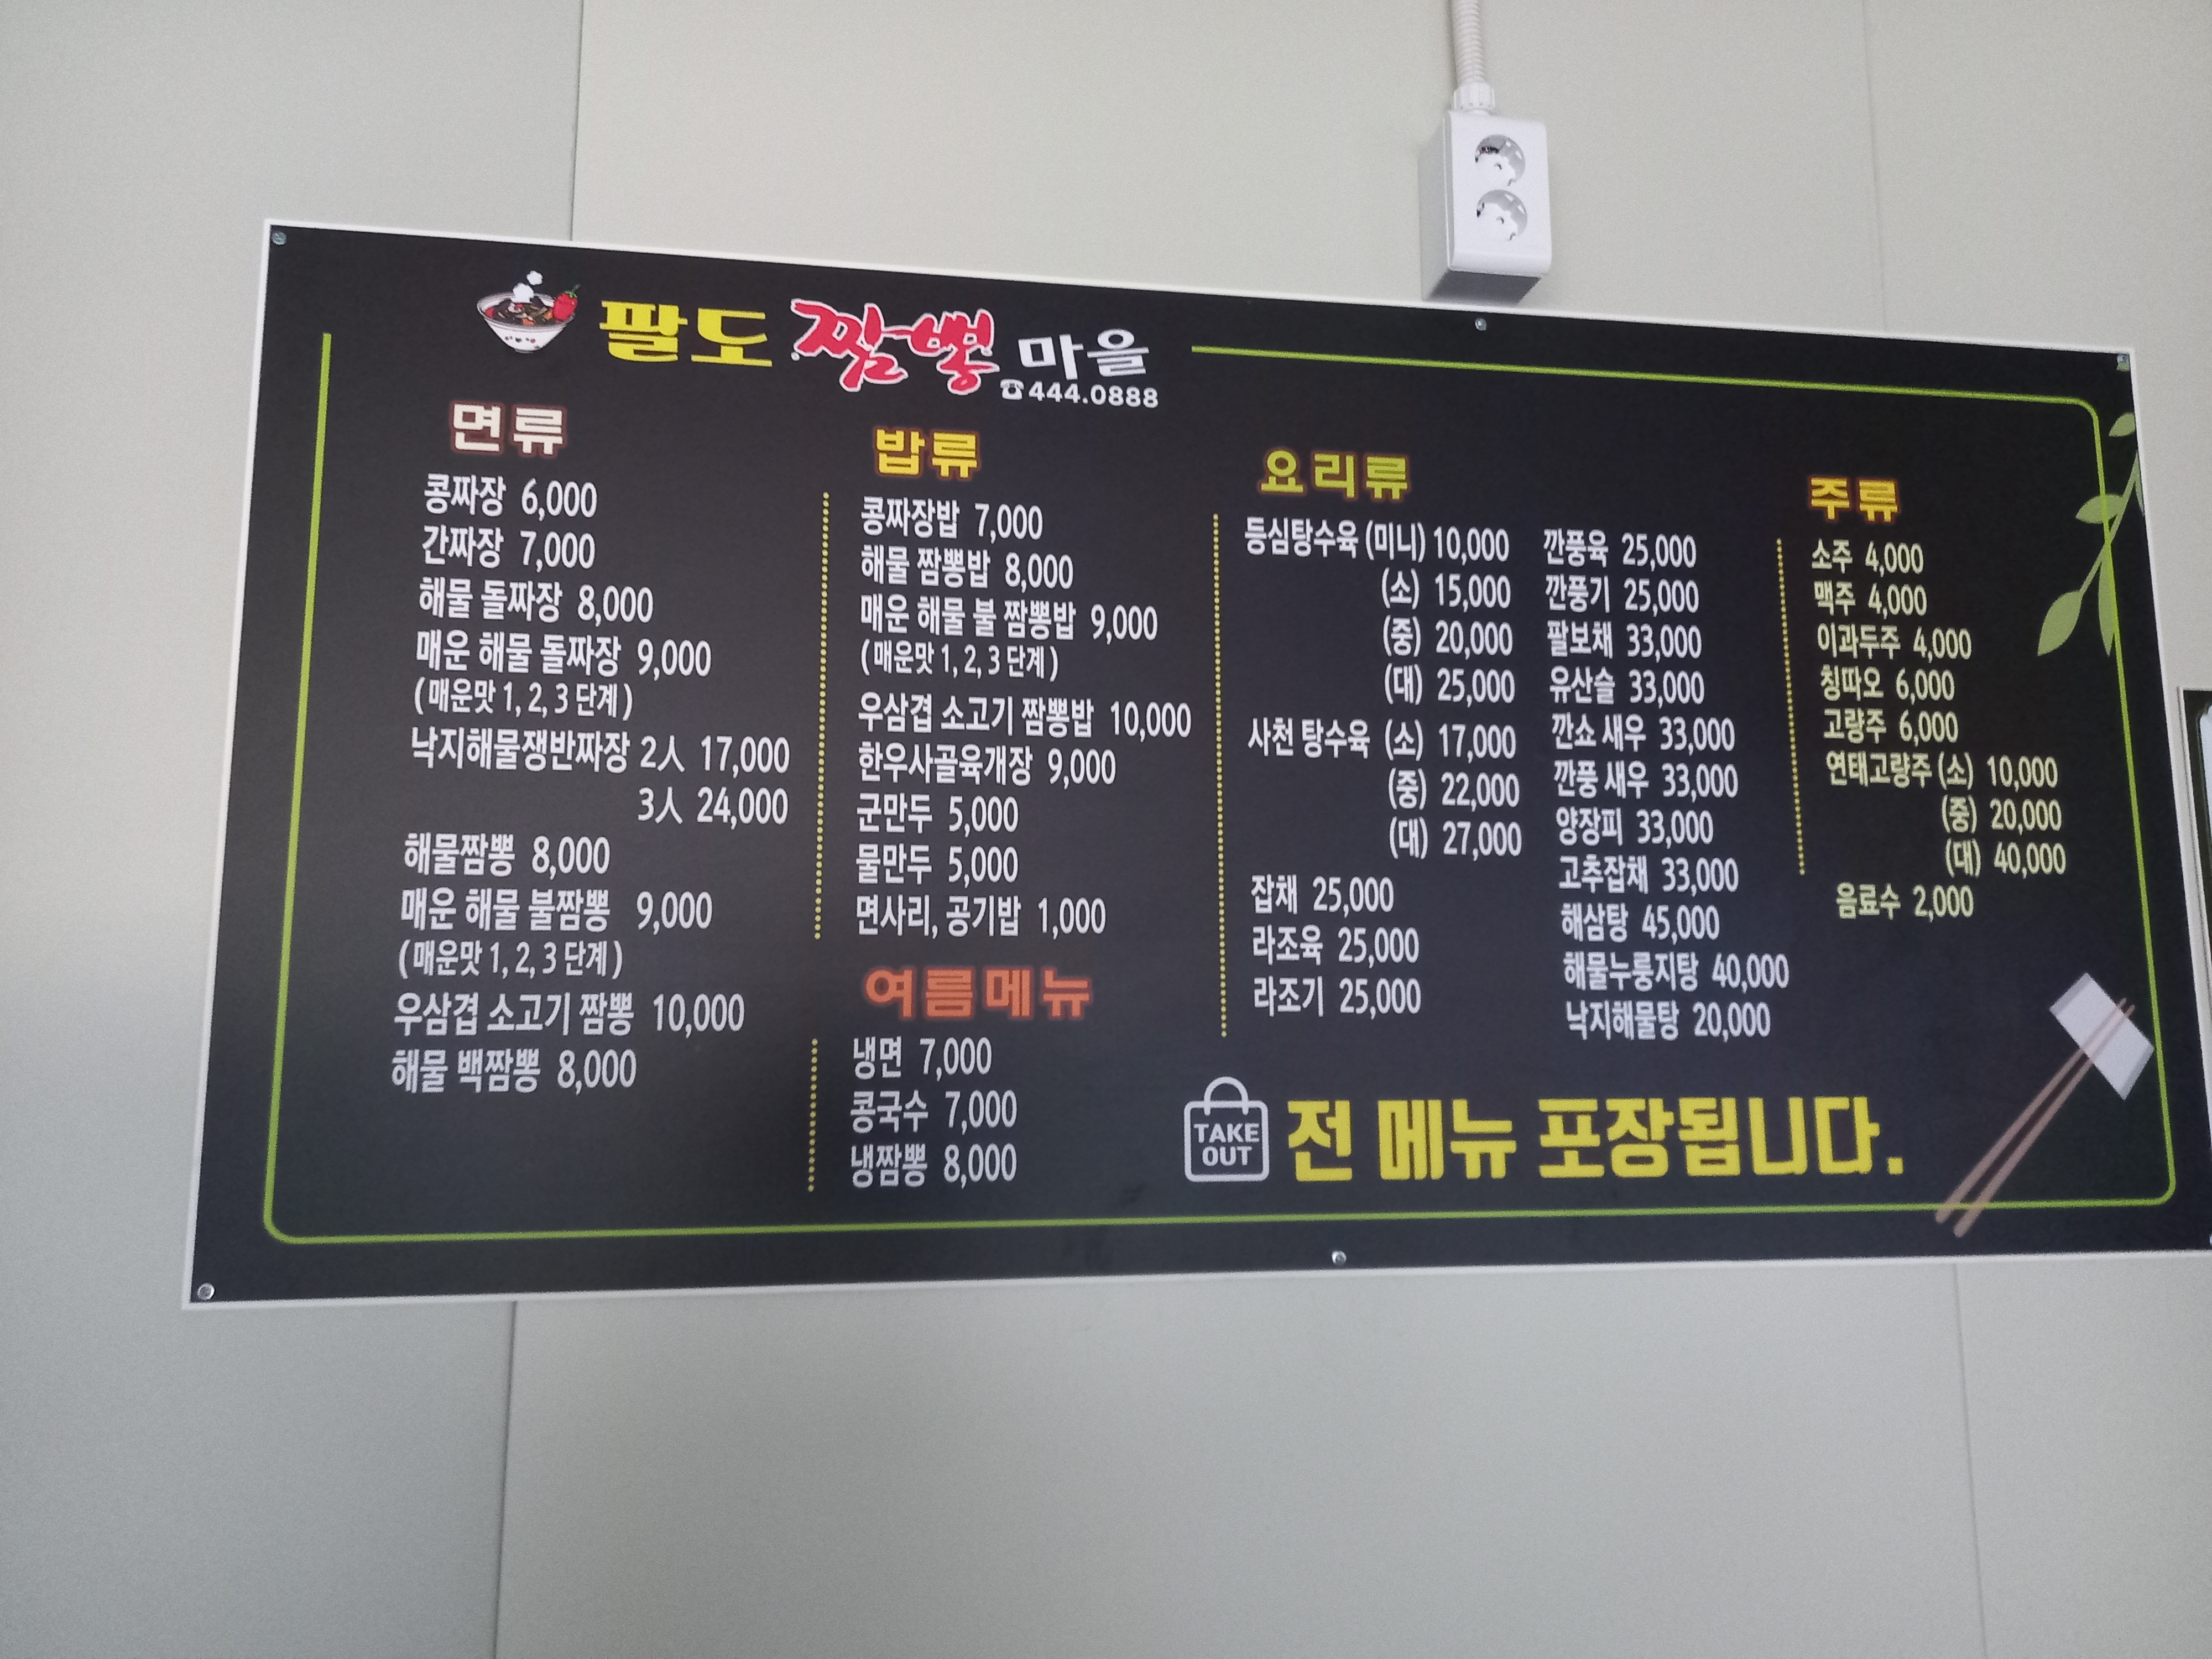 팔도 짬뽕 마을
☎444.0888
면류
콩짜장 6,000
간짜장 7,000
해물 돌짜장 8,000
매운 해물 돌짜장 9,000
(매운맛 1, 2, 3 단계)
낙지해물쟁반짜장 2人 17,000
3人 24,000
해물짬뽕 8,000
매운 해물 불짬뽕 9,000
(매운맛 1, 2, 3 단계)
우삼겹 소고기 짬뽕 10,000
해물 백짬뽕 8,000
밥류
콩짜장밥 7,000
해물 짬뽕밥 8,000
매운 해물 불 짬뽕밥 9,000
(매운맛 1, 2, 3 단계)
우삼겹 소고기 짬뽕밥 10,000
한우사골육개장 9,000
군만두 5,000
물만두 5,000
면사리, 공기밥 1,000
여름메뉴
냉면 7,000
콩국수 7,000
냉짬뽕 8,000
요리류
등심탕수육 (미니) 10,000
(소) 15,000
(중) 20,000
(대) 25,000
사천 탕수육 (소) 17,000
(중) 22,000
(대) 27,000
잡채 25,000
라조육 25,000
라조기 25,000
깐풍육 25,000
깐풍기 25,000
팔보채 33,000
유산슬 33,000
깐쇼 새우 33,000
깐풍 새우 33,000
양장피 33,000
고추잡채 33,000
해삼탕 45,000
해물누룽지탕 40,000
낙지해물탕 20,000
주류
소주 4,000
맥주 4,000
이과두주 4,000
칭따오 6,000
고량주 6,000
연태고량주 (소) 10,000
(중) 20,000
(대) 40,000
음료수 2,000
TAKE
OUT
전 메뉴 포장됩니다.